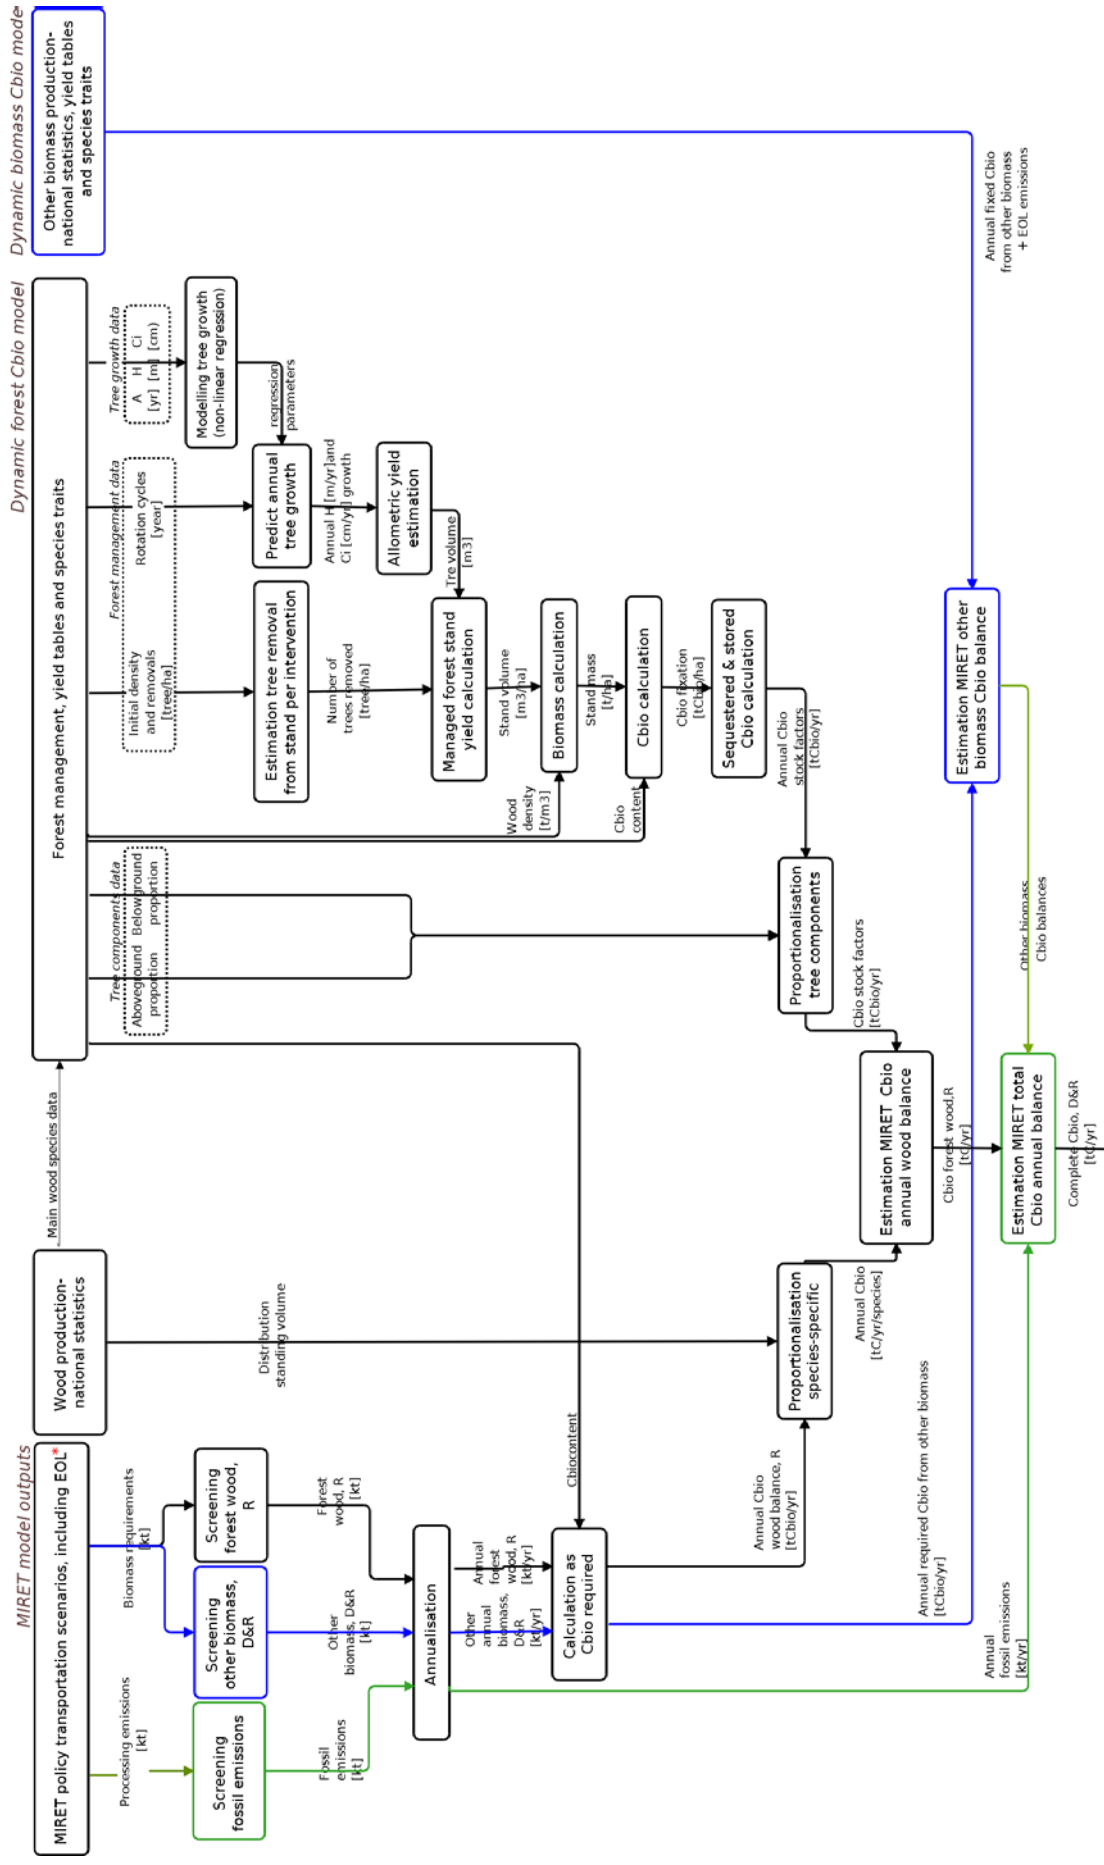 MIRET model outputs
Dynamic forest Cbio model
Dynamic biomass Cbio mode
MIRET policy transportation scenarios, including EOL*
Wood production-
national statistics
Main wood species data
Forest management, yield tables and species traits
Other biomass production-
national statistics, yield tables
and species traits
Processing emissions
[kt]
Biomass requirements
[kt]
Screening
fossil emissions
Screening
other biomass,
D&R
Screening
forest wood,
R
Fossil
emissions
[kt]
Other
biomass, D&R
[kt]
Forest
wood, R
[kt]
Annualisation
Other
annual
biomass,
D&R [kt/yr]
Annual
forest
wood, R
[kt/yr]
Calculation as
Cbio required
Cbiocontent
Distribution
standing volume
Annual Cbio
wood balance, R
[tCbio/yr]
Proportionalisation
species-specific
Annual Cbio
[tC/yr/species]
Tree components data
Aboveground
proportion
Belowground
proportion
Forest management data
Initial density
and removals
[tree/ha]
Rotation cycles
[year]
Tree growth data
A H Ci
[yr] [m] [cm)
Modelling tree growth
(non-linear regression)
regression
parameters
Predict annual
tree growth
Estimation tree removal
from stand per intervention
Annual H [m/yr]and
Ci [cm/yr] growth
Number of
trees removed
[tree/ha]
Allometric yield
estimation
Tre volume
[m3]
Managed forest stand
yield calculation
Stand volume
[m3/ha]
Wood
density
[t/m3]
Biomass calculation
Stand mass
[t/ha]
Cbio
content
Cbio calculation
Cbio fixation
[tCbio/ha]
Sequestered & stored
Cbio calculation
Annual Cbio
stock factors
[tCbio/yr]
Proportionalisation
tree components
Cbio stock factors
[tCbio/yr]
Estimation MIRET Cbio
annual wood balance
Cbio forest wood,R
[tC/yr]
Annual required Cbio from other biomass
[tCbio/yr]
Annual fixed Cbio
from other biomass
+ EOL emissions
Estimation MIRET other
biomass Cbio balance
Other biomass
Cbio balances
Annual
fossil emissions
[kt/yr]
Estimation MIRET total
Cbio annual balance
Complete Cbio, D&R
[tC/yr]